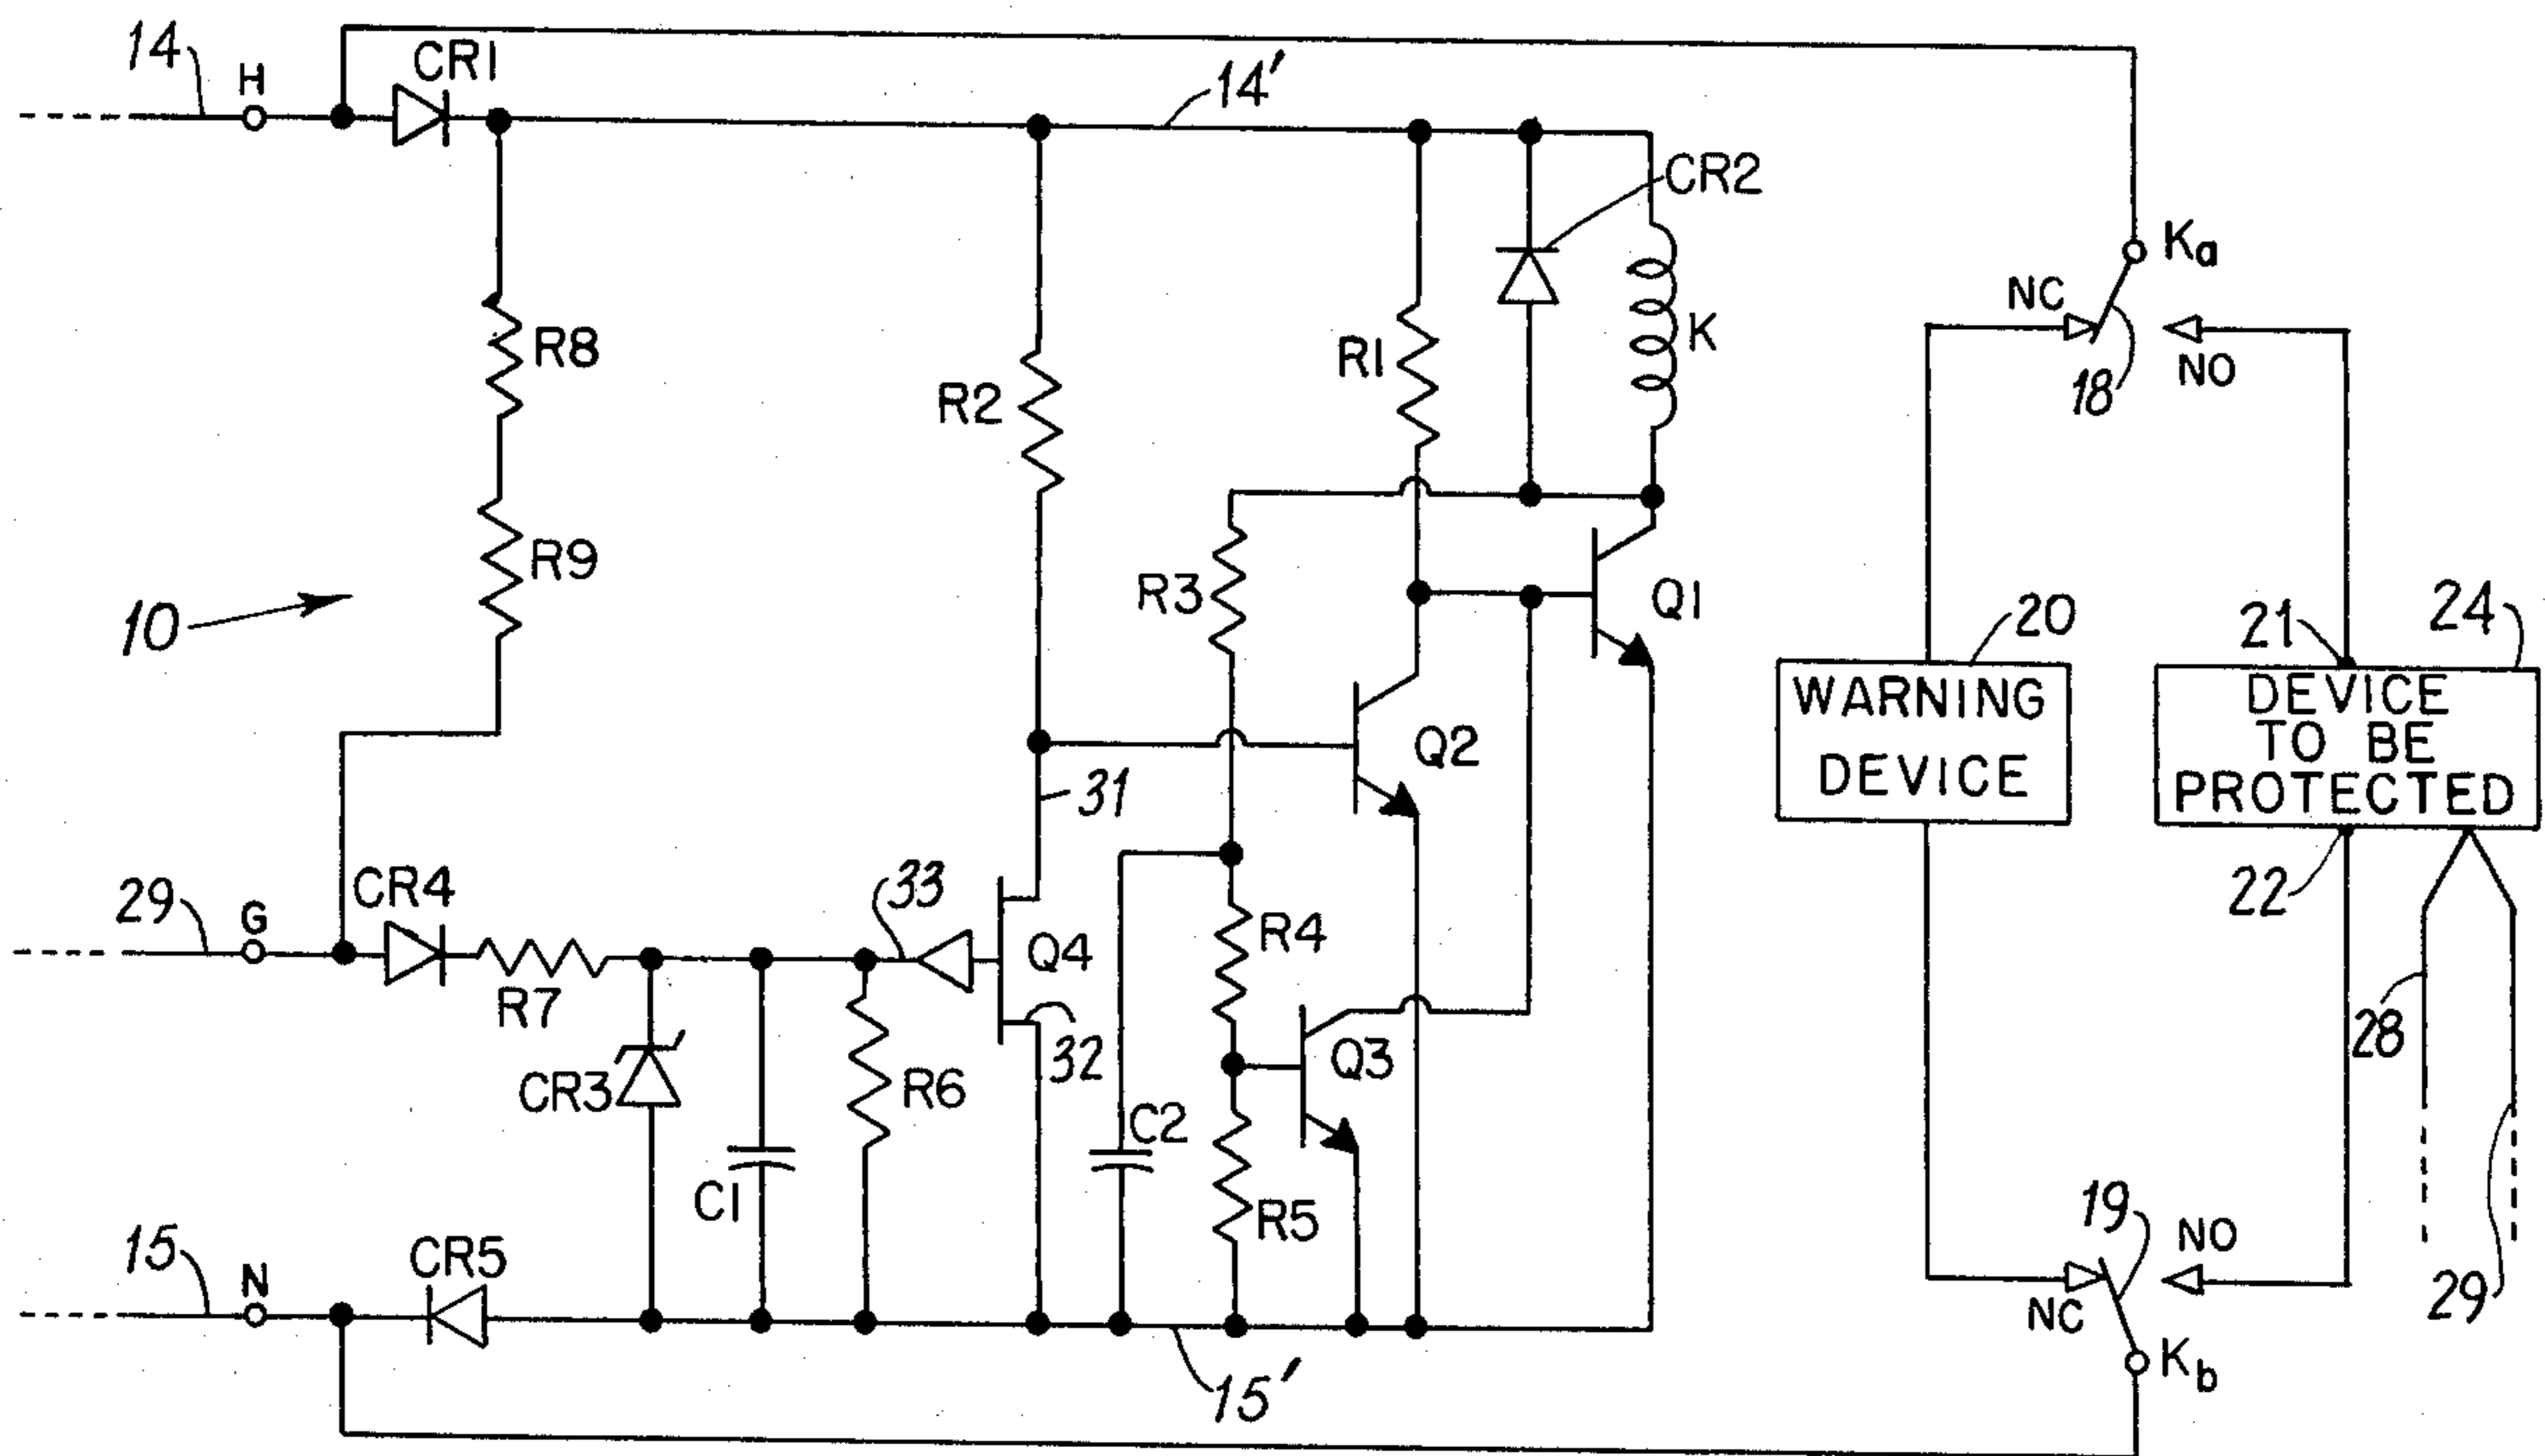 14
H
CR1
14'
CR2
Ka
NC
18
NO
R8
R2
R1
K
R9
10
R3
Q1
20
21
24
WARNING
DEVICE
DEVICE
TO BE
PROTECTED
Q2
31
29
G
CR4
33
R7
Q4
R4
22
28
CR3
32
Q3
R6
C2
C1
R5
19
NO
15
N
CR5
NC
29
Kb
15'